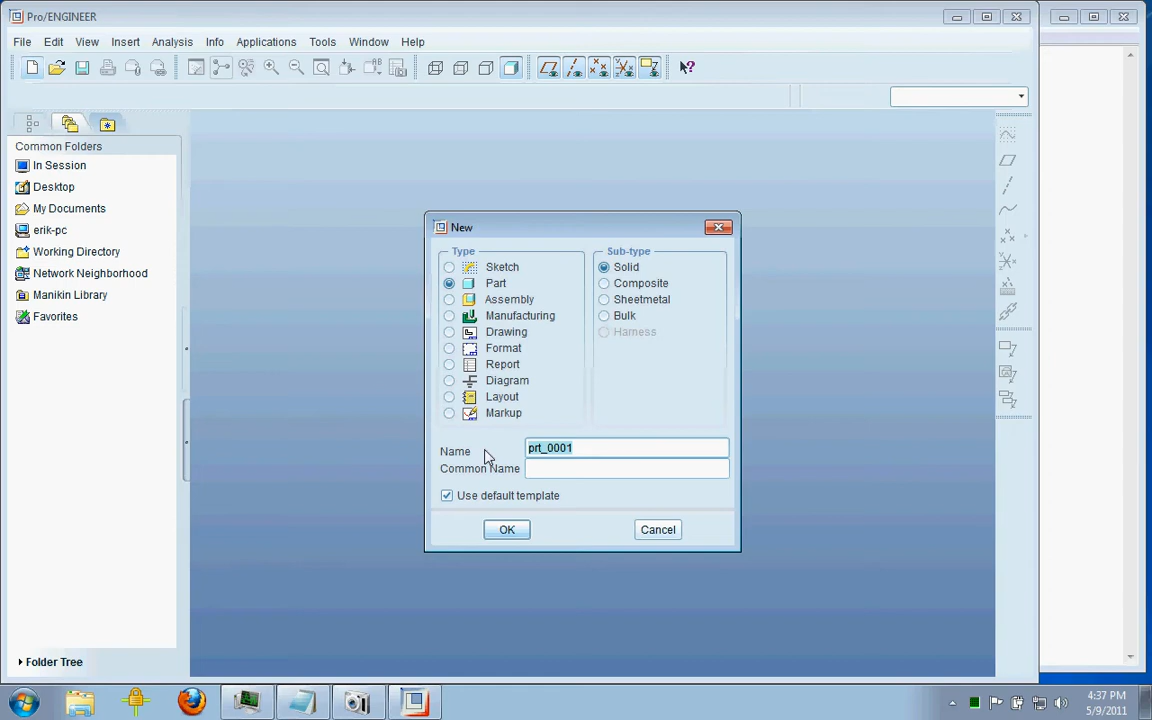 Pro/ENGINEER
File Edit View Insert Analysis Info Applications Tools Window Help
Common Folders
In Session
Desktop
My Documents
erik-pc
Working Directory
Network Neighborhood
Manikin Library
Favorites
Folder Tree
New
Type
Sketch
Part
Assembly
Manufacturing
Drawing
Format
Report
Diagram
Layout
Markup
Sub-type
Solid
Composite
Sheetmetal
Bulk
Harness
Name prt_0001
Common Name
Use default template
OK Cancel
4:37 PM
5/9/2011